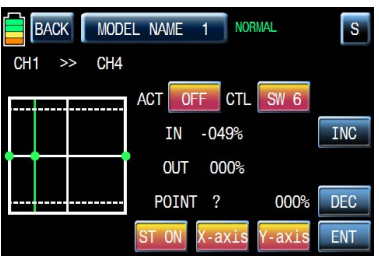 BACK MODEL NAME 1 NORMAL S
CH1 >> CH4
ACT OFF CTL SW 6
IN -049% INC
OUT 000%
POINT ? 000% DEC
ST ON X-axis Y-axis ENT